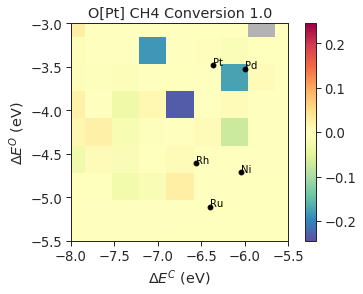 O[Pt] CH4 Conversion 1.0
−3.0
−3.5
−4.0
−4.5
−5.0
−5.5
ΔE^O (eV)
Pt
Pd
Rh
Ni
Ru
−8.0 −7.5 −7.0 −6.5 −6.0 −5.5
ΔE^C (eV)
0.2
0.1
0.0
−0.1
−0.2